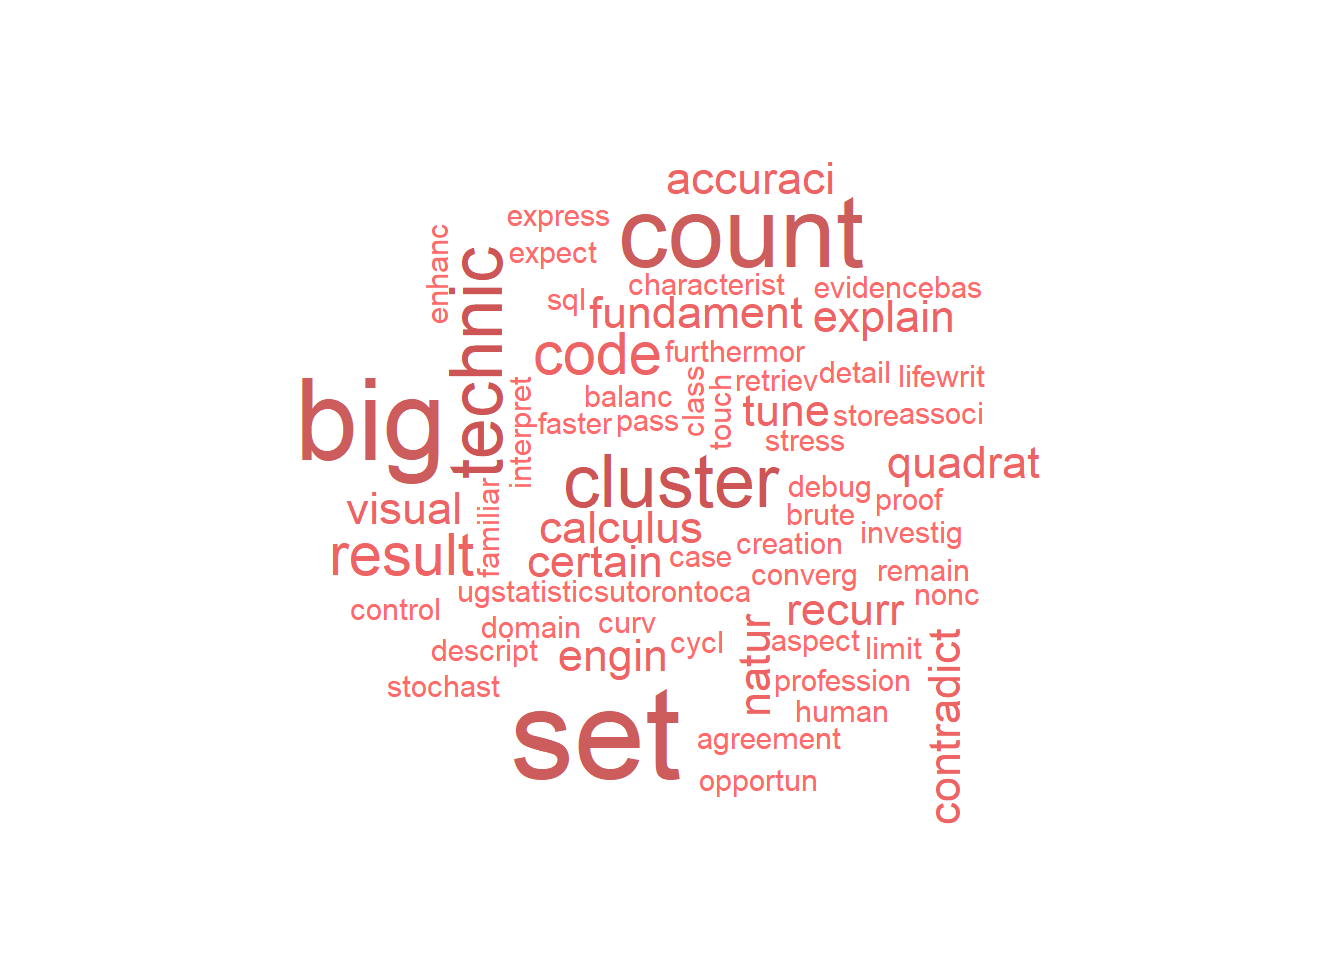 accuraci
express
count
enhanc
expect
technic
characterist
evidencebas
sql
fundament
explain
code
furthermor
big
interpret
balanc
class
touch
retriev
detail
lifewrit
faster
pass
tune
store
associ
stress
cluster
quadrat
visual
familiar
debug
proof
calculus
brute
investig
result
certain
case
creation
converg
remain
ugstatisticsutorontoca
nonc
control
domain
curv
recurr
descript
engin
cycl
natur
aspect
limit
contradict
stochast
profession
set
human
agreement
opportun